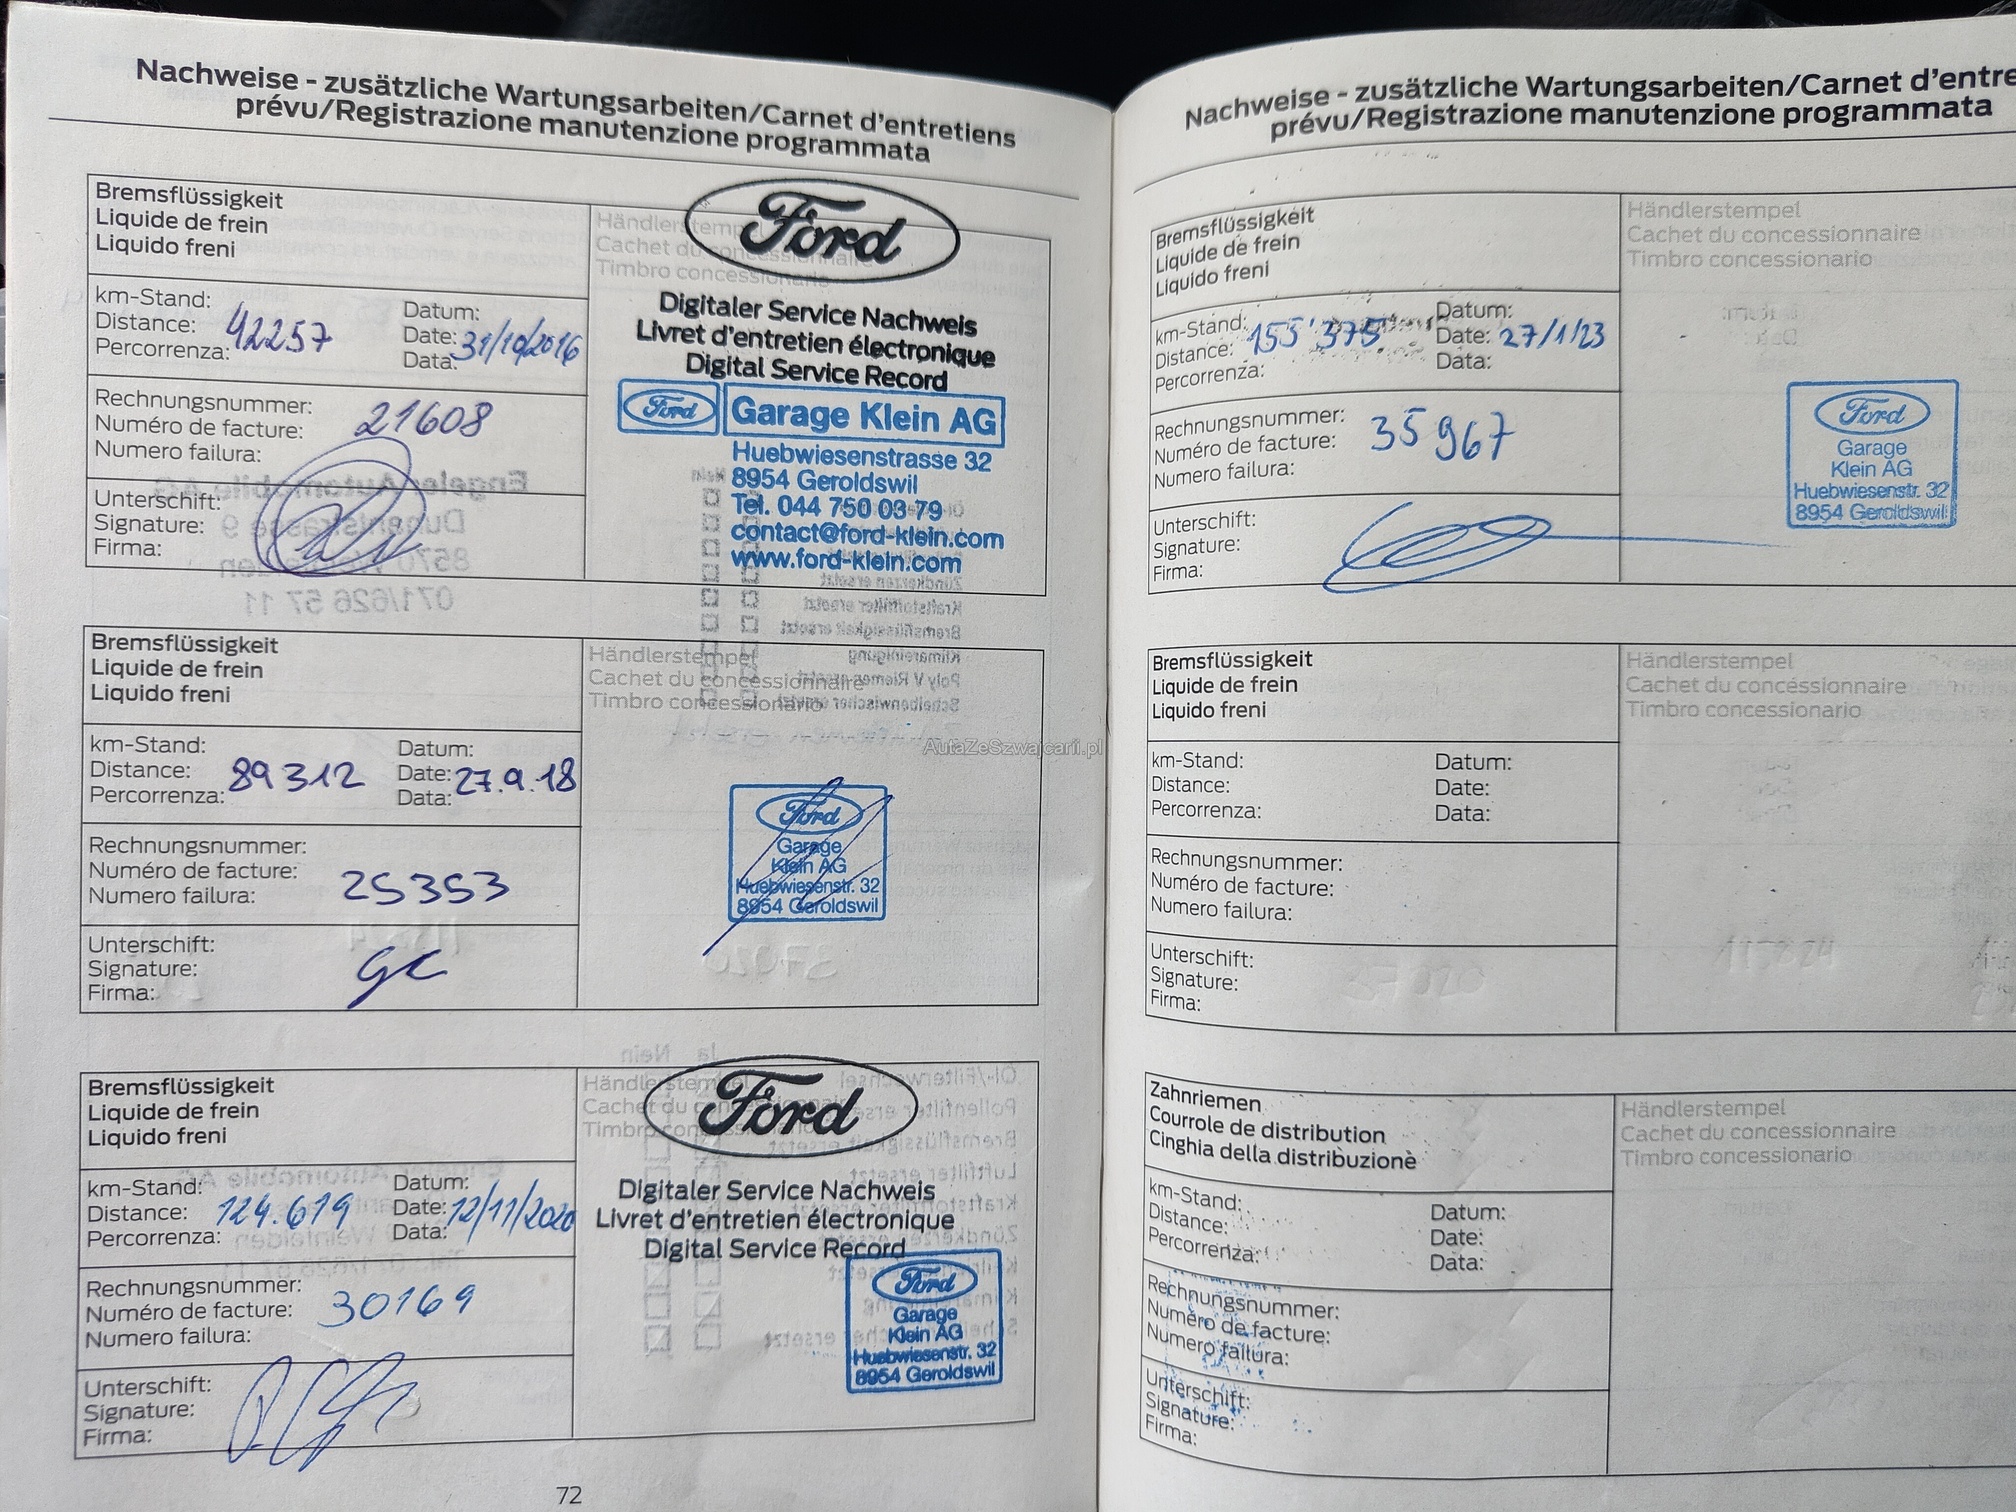 Nachweise - zusätzliche Wartungsarbeiten/Carnet d'entretiens
prévu/Registrazione manutenzione programmata
Bremsflüssigkeit
Liquide de frein
Liquido freni
Händlerstempel
Cachet du concessionnaire
Timbro concessionario
Ford
Digitaler Service Nachweis
Livret d'entretien électronique
Digital Service Record
Ford Garage Klein AG
Huebwiesenstrasse 32
8954 Geroldswil
Tel. 044 750 03 79
contact@ford-klein.com
www.ford-klein.com
km-Stand:
Distance: 42257
Percorrenza:
Datum:
Date: 31/10/2016
Data:
Rechnungsnummer:
Numéro de facture: 21608
Numero failura:
Unterschift:
Signature:
Firma:
Bremsflüssigkeit
Liquide de frein
Liquido freni
Händlerstempel
Cachet du concessionnaire
Timbro concessionario
km-Stand:
Distance: 89312
Percorrenza:
Datum:
Date: 27.9.18
Data:
Ford
Garage
Klein AG
Huebwiesenstr. 32
8954 Geroldswil
Rechnungsnummer:
Numéro de facture:
Numero failura: 25353
Unterschift:
Signature:
Firma:
Bremsflüssigkeit
Liquide de frein
Liquido freni
Händlerstempel
Cachet du concessionnaire
Timbro concessionario
Ford
Digitaler Service Nachweis
Livret d'entretien électronique
Digital Service Record
Ford
Garage
Klein AG
Huebwiesenstr. 32
8954 Geroldswil
km-Stand:
Distance: 124.619
Percorrenza:
Datum:
Date: 12/11/2020
Data:
Rechnungsnummer:
Numéro de facture: 30169
Numero failura:
Unterschift:
Signature:
Firma:
72
Nachweise - zusätzliche Wartungsarbeiten/Carnet d'entre
prévu/Registrazione manutenzione programmata
Bremsflüssigkeit
Liquide de frein
Liquido freni
Händlerstempel
Cachet du concessionnaire
Timbro concessionario
km-Stand:
Distance: 155'375
Percorrenza:
Datum:
Date: 27/1/23
Data:
Ford
Garage
Klein AG
Huebwiesenstr. 32
8954 Geroldswil
Rechnungsnummer:
Numéro de facture: 35967
Numero failura:
Unterschift:
Signature:
Firma:
Bremsflüssigkeit
Liquide de frein
Liquido freni
Händlerstempel
Cachet du concessionnaire
Timbro concessionario
km-Stand:
Distance:
Percorrenza:
Datum:
Date:
Data:
Rechnungsnummer:
Numéro de facture:
Numero failura:
Unterschift:
Signature:
Firma:
Zahnriemen
Courrole de distribution
Cinghia della distribuzione
Händlerstempel
Cachet du concessionnaire
Timbro concessionario
km-Stand:
Distance:
Percorrenza:
Datum:
Date:
Data:
Rechnungsnummer:
Numéro de facture:
Numero failura:
Unterschift:
Signature:
Firma:
AutaZeSzwajcarii.pl